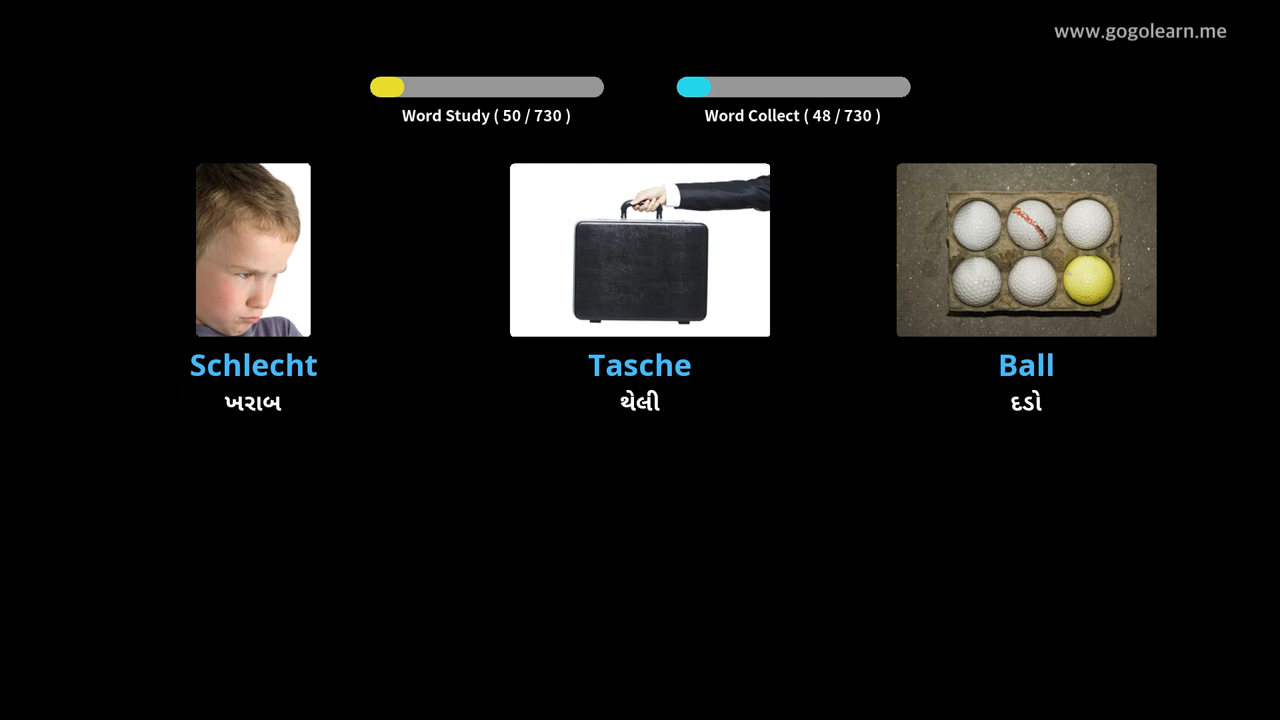 www.gogolearn.me
Word Study ( 50 / 730 )
Word Collect ( 48 / 730 )
Schlecht
ખરાબ
Tasche
થેલી
Ball
દડો